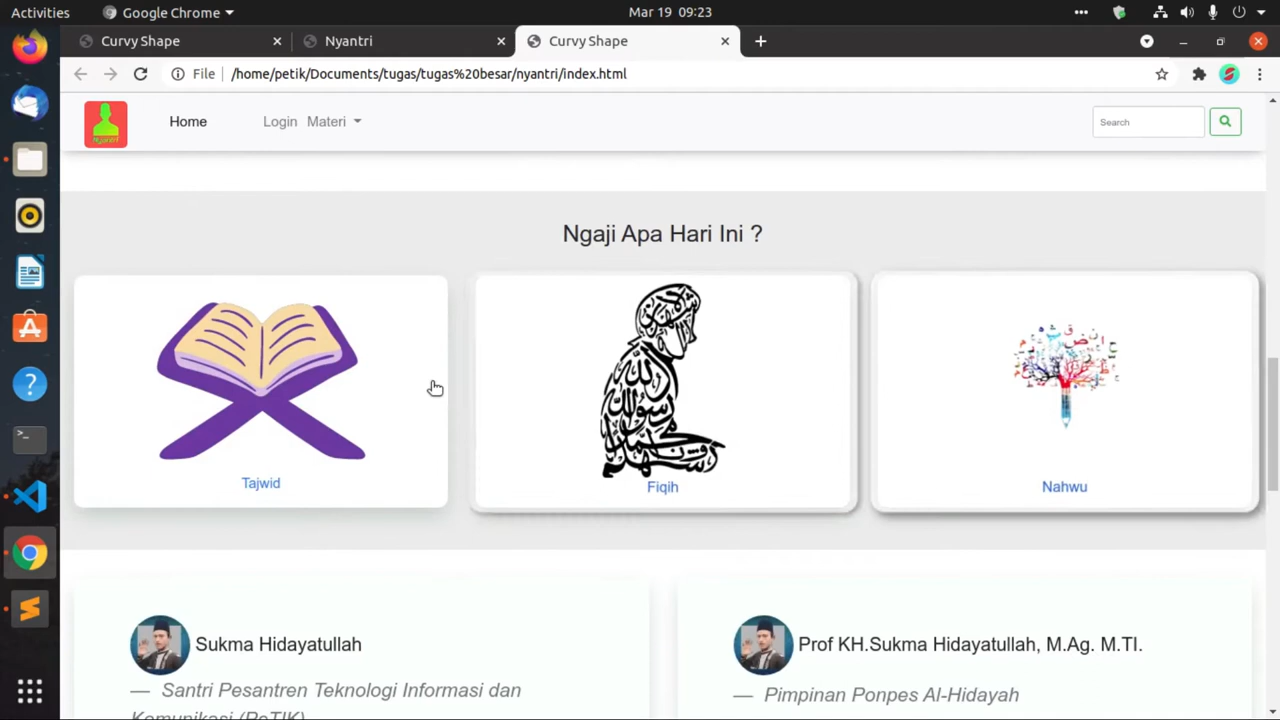 Activities
Google Chrome
Mar 19 09:23
Curvy Shape
Nyantri
Curvy Shape
File
/home/petik/Documents/tugas/tugas%20besar/nyantri/index.html
Home
Login
Materi
Search
Ngaji Apa Hari Ini ?
Tajwid
Fiqih
Nahwu
Sukma Hidayatullah
— Santri Pesantren Teknologi Informasi dan
Komunikasi (PeTIK)
Prof KH.Sukma Hidayatullah, M.Ag. M.TI.
— Pimpinan Ponpes Al-Hidayah